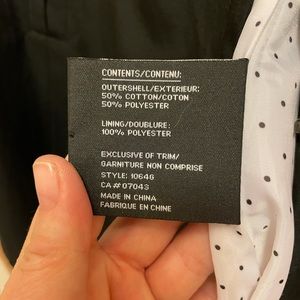 CONTENTS/CONTENU:
OUTERSHELL/EXTERIEUR:
50% COTTON/COTON
50% POLYESTER
LINING/DOUBLURE:
100% POLYESTER
EXCLUSIVE OF TRIM/
GARNITURE NON COMPRISE
STYLE: 10646
CA # 07043
MADE IN CHINA
FABRIQUE EN CHINE